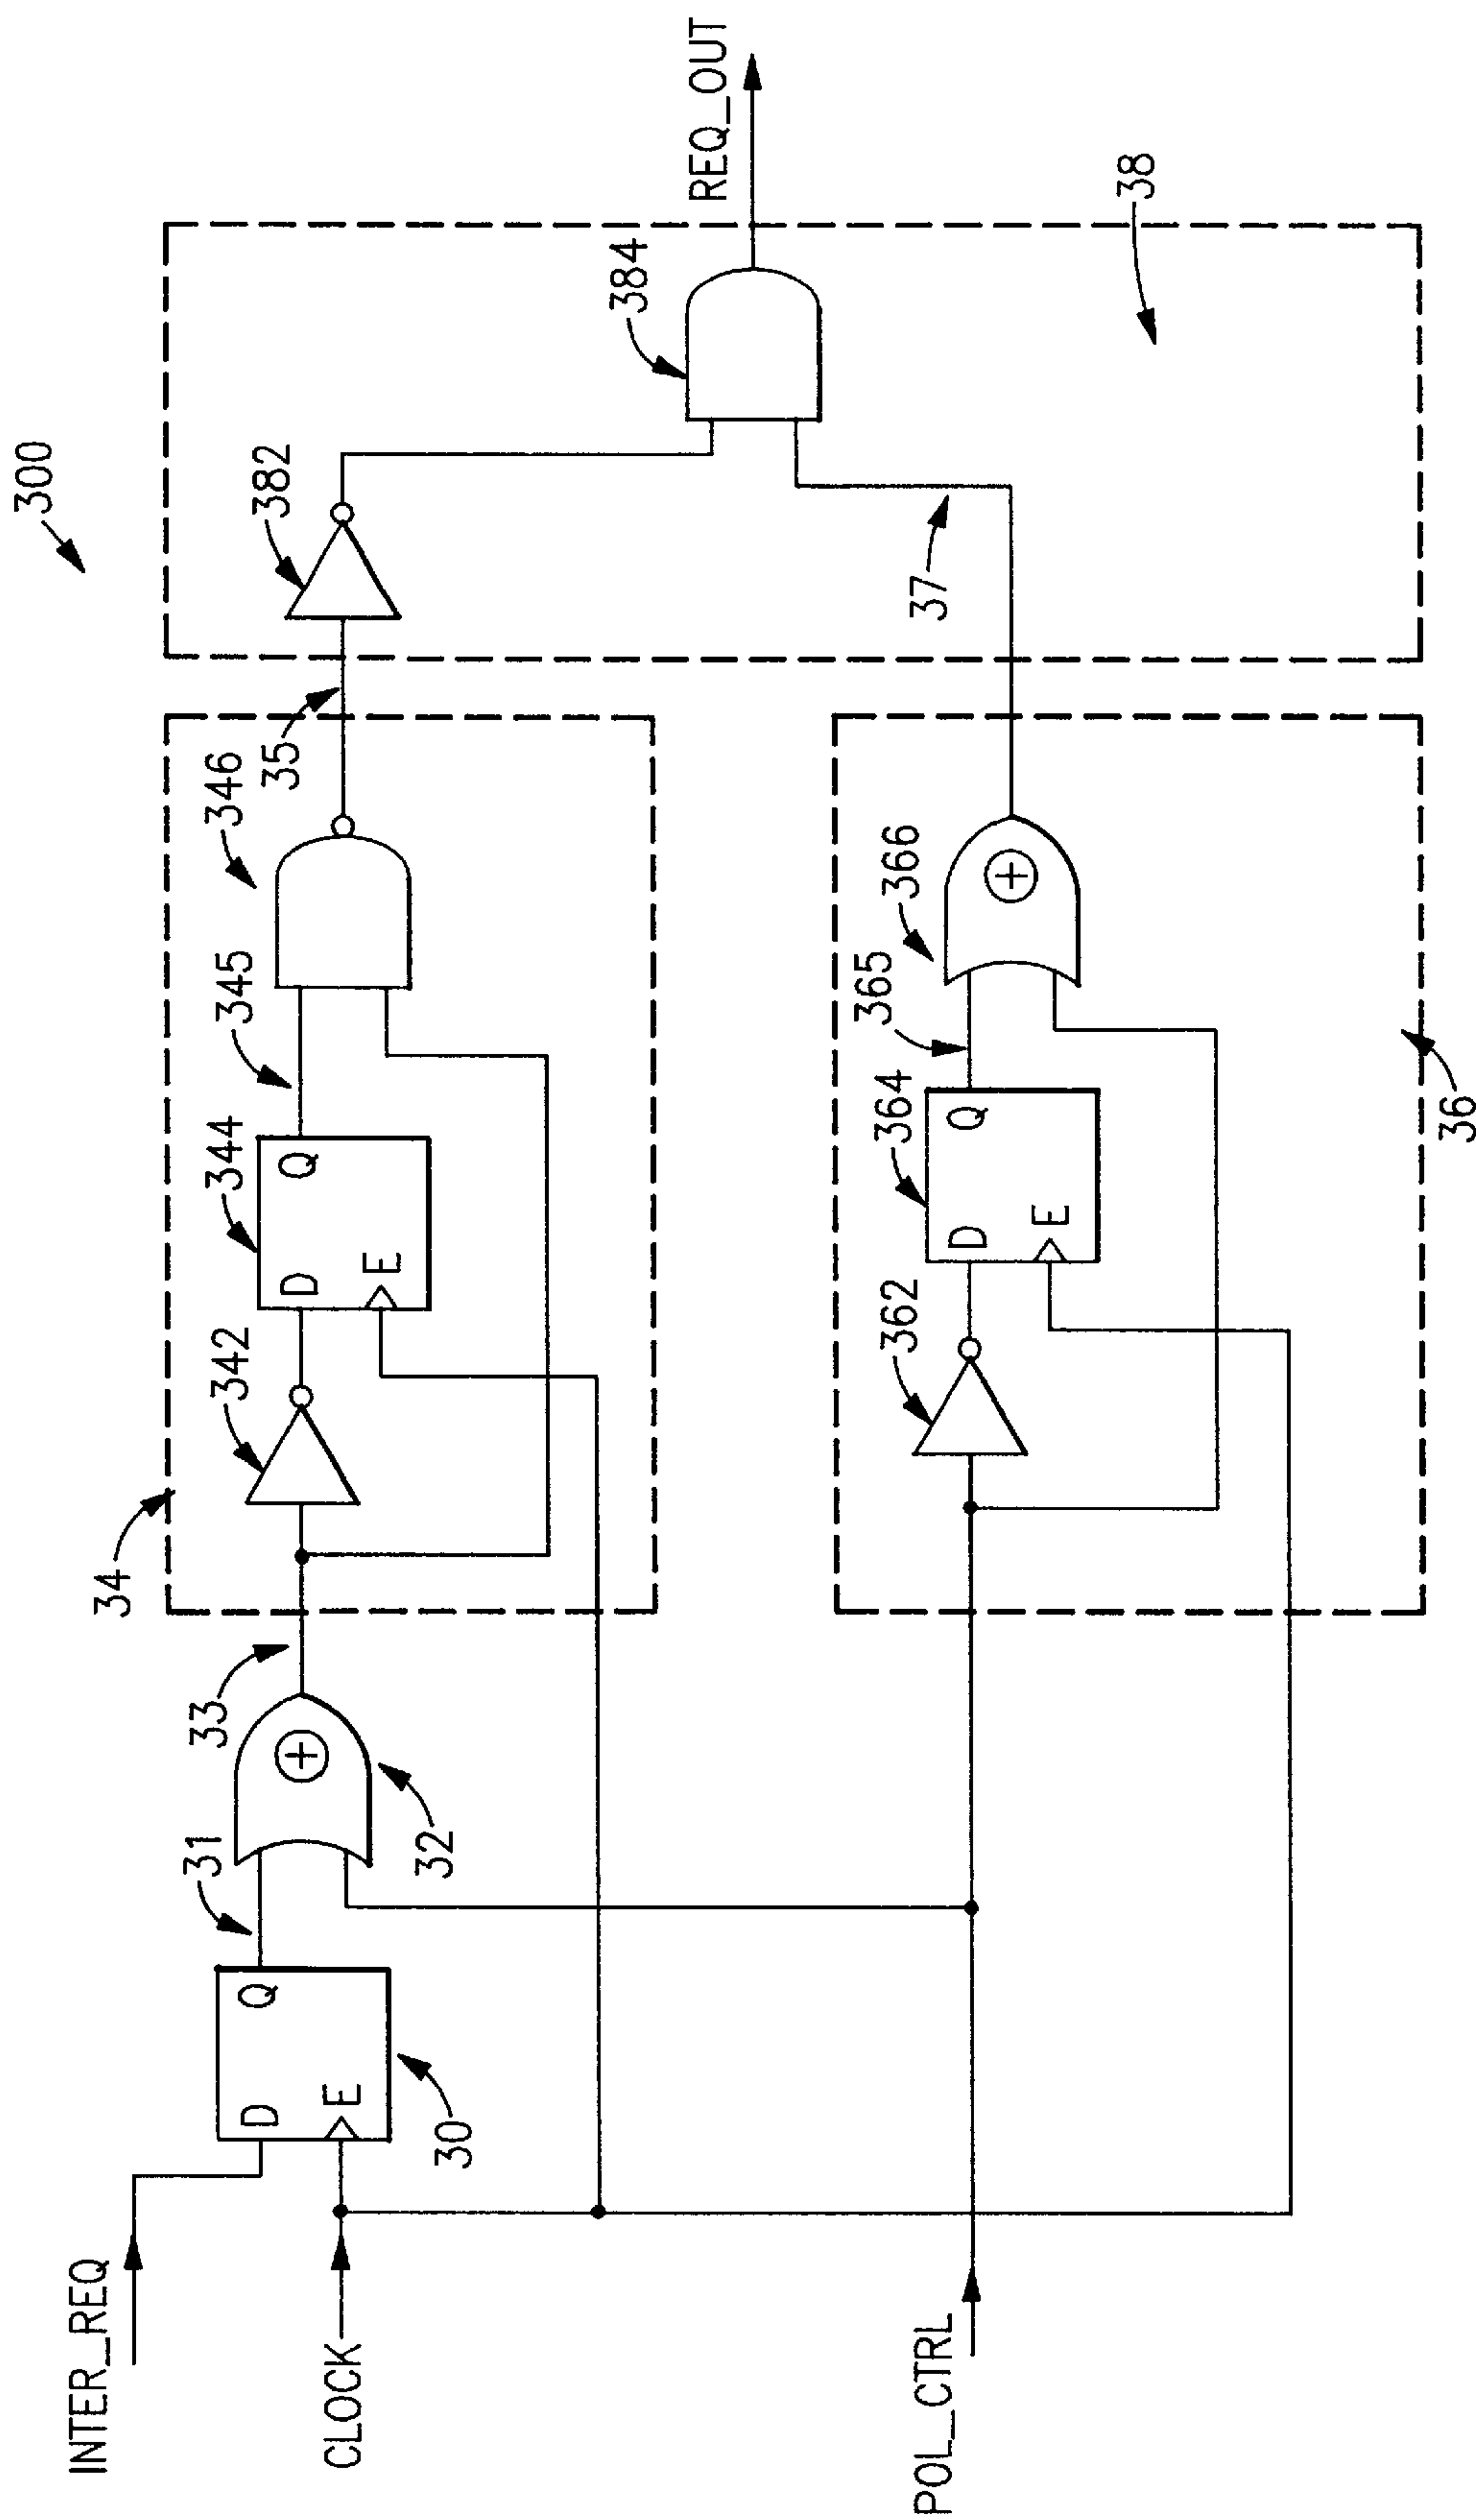 300
INTER_REQ
CLOCK
POL_CTRL
D
Q
E
30
31
32
33
34
342
D
Q
E
344
345
346
35
382
384
REQ_OUT
38
37
362
D
Q
E
364
365
366
36